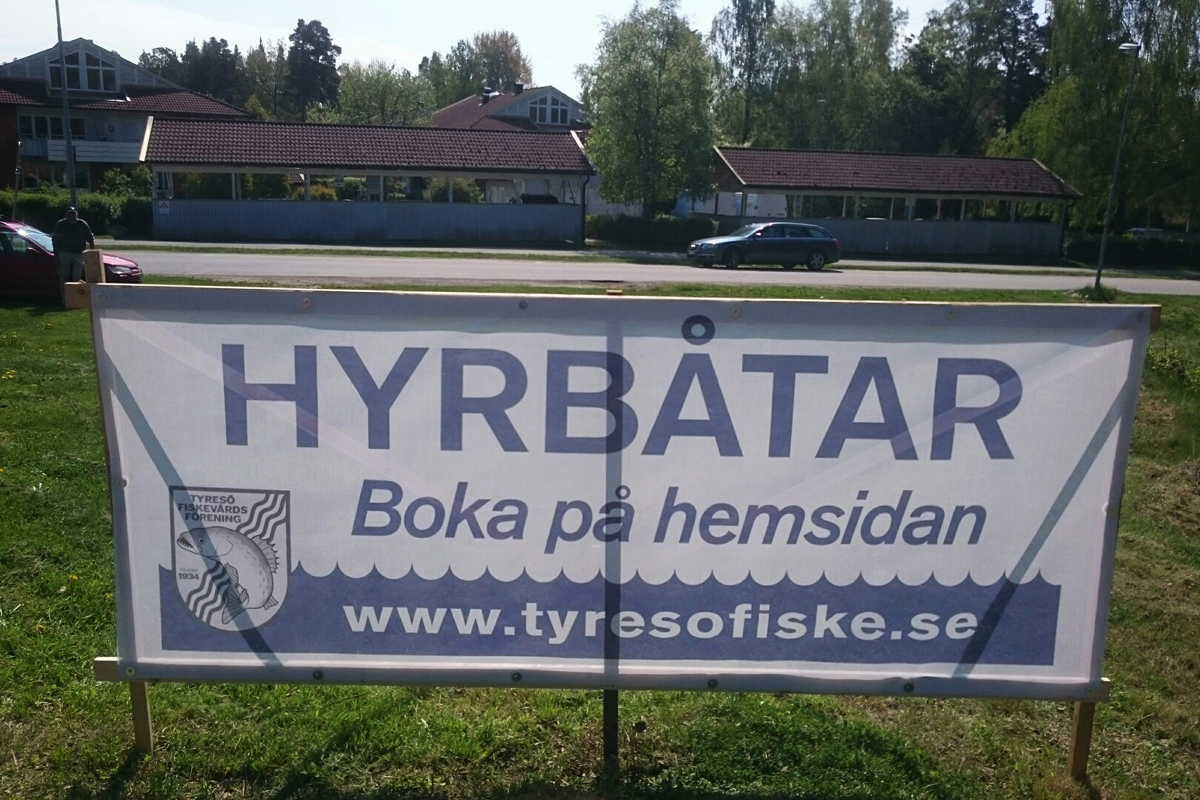 HYRBÅTAR
Boka på hemsidan
TYRESÖ
FISKEVÅRDS
FÖRENING
1934
www.tyresofiske.se